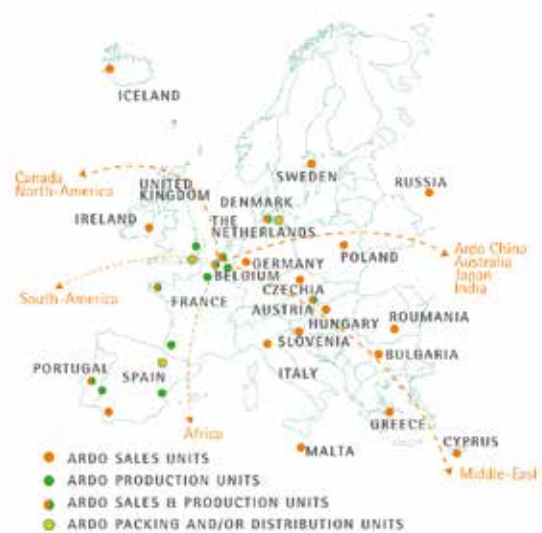 ICELAND
Canada
North-America
UNITED
KINGDOM
SWEDEN
RUSSIA
DENMARK
IRELAND
THE
NETHERLANDS
POLAND
Ardo China
Australia
Japan
India
GERMANY
BELGIUM
South-America
FRANCE
CZECHIA
AUSTRIA
HUNGARY
ROUMANIA
SLOVENIA
BULGARIA
PORTUGAL
SPAIN
ITALY
Africa
GREECE
CYPRUS
MALTA
Middle-East
ARDO SALES UNITS
ARDO PRODUCTION UNITS
ARDO SALES & PRODUCTION UNITS
ARDO PACKING AND/OR DISTRIBUTION UNITS